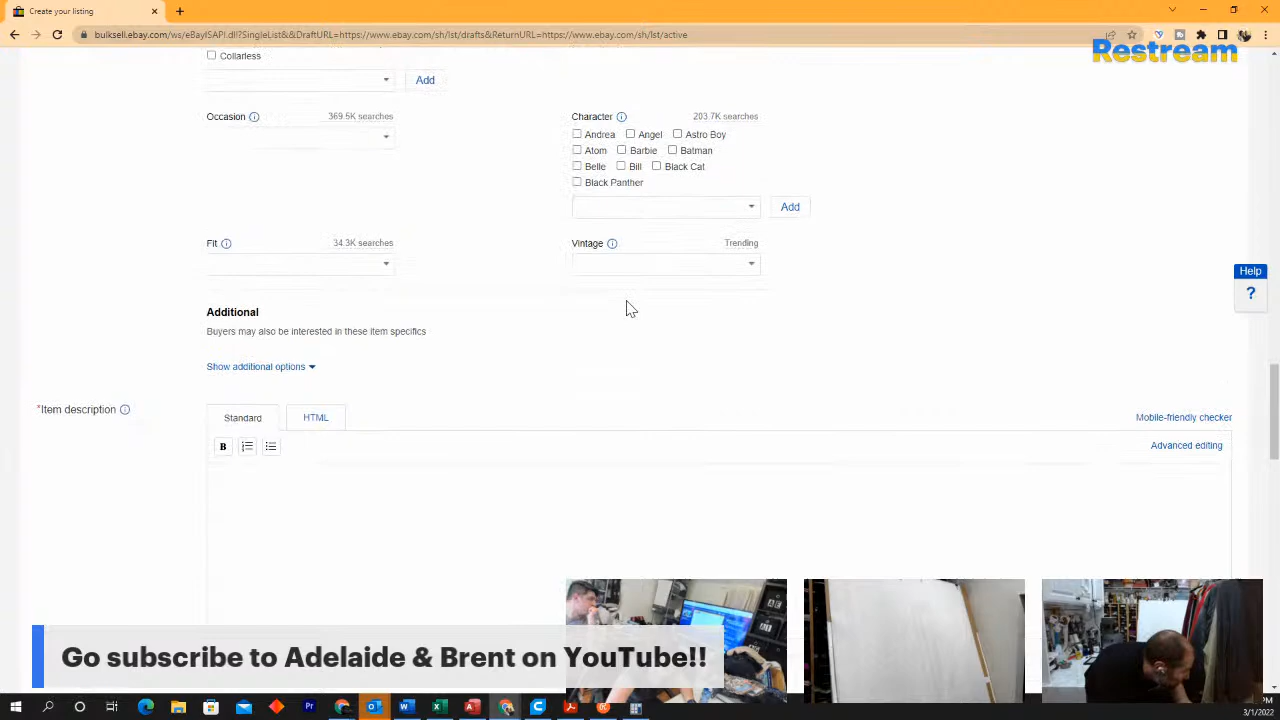 Create your listing
bulksell.ebay.com/ws/eBayISAPI.dll?SingleList&&DraftURL=https://www.ebay.com/sh/lst/drafts&ReturnURL=https://www.ebay.com/sh/lst/active
Restream
Collarless
Add
Occasion 369.5K searches
Character 203.7K searches
Andrea Angel Astro Boy
Atom Barbie Batman
Belle Bill Black Cat
Black Panther
Add
Fit 34.3K searches
Vintage Trending
Help
?
Additional
Buyers may also be interested in these item specifics
Show additional options
*Item description
Standard HTML
Mobile-friendly checker
B
Advanced editing
Go subscribe to Adelaide & Brent on YouTube!!
3/1/2022